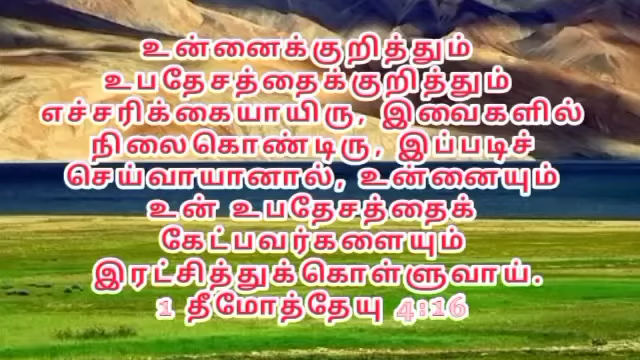 உன்னைக்குறித்தும்
உபதேசத்தைக்குறித்தும்
எச்சரிக்கையாயிரு, இவைகளில்
நிலைகொண்டிரு, இப்படிச்
செய்வாயானால், உன்னையும்
உன் உபதேசத்தைக்
கேட்பவர்களையும்
இரட்சித்துக்கொள்ளுவாய்.
1 தீமோத்தேயு 4:16